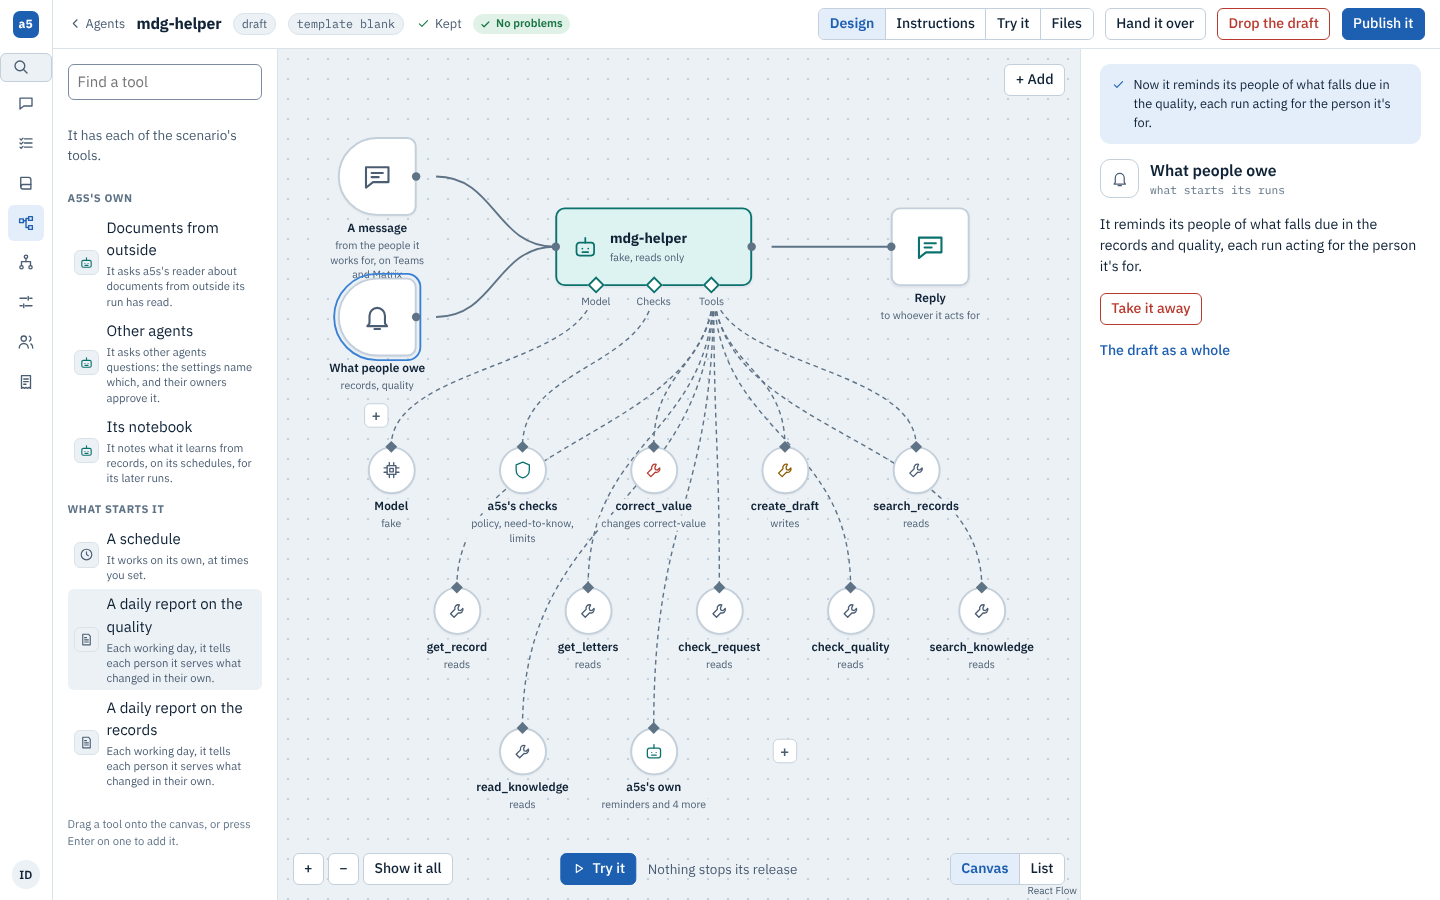 a5
Agents
mdg-helper
draft
template blank
Kept
No problems
Design
Instructions
Try it
Files
Hand it over
Drop the draft
Publish it
Find a tool
It has each of the scenario's
tools.
A5S'S OWN
Documents from
outside
It asks a5s's reader about
documents from outside its
run has read.
Other agents
It asks other agents
questions: the settings name
which, and their owners
approve it.
Its notebook
It notes what it learns from
records, on its schedules, for
its later runs.
WHAT STARTS IT
A schedule
It works on its own, at times
you set.
A daily report on the
quality
Each working day, it tells
each person it serves what
changed in their own.
A daily report on the
records
Each working day, it tells
each person it serves what
changed in their own.
Drag a tool onto the canvas, or press
Enter on one to add it.
ID
+ Add
A message
from the people it
works for, on Teams
and Matrix
What people owe
records, quality
+
mdg-helper
fake, reads only
Model
Checks
Tools
Reply
to whoever it acts for
Model
fake
a5s's checks
policy, need-to-know,
limits
correct_value
changes correct-value
create_draft
writes
search_records
reads
get_record
reads
get_letters
reads
check_request
reads
check_quality
reads
search_knowledge
reads
read_knowledge
reads
a5s's own
reminders and 4 more
+
+
−
Show it all
Try it
Nothing stops its release
Canvas
List
React Flow
Now it reminds its people of what falls due in
the quality, each run acting for the person it's
for.
What people owe
what starts its runs
It reminds its people of what falls due in the
records and quality, each run acting for the person
it's for.
Take it away
The draft as a whole